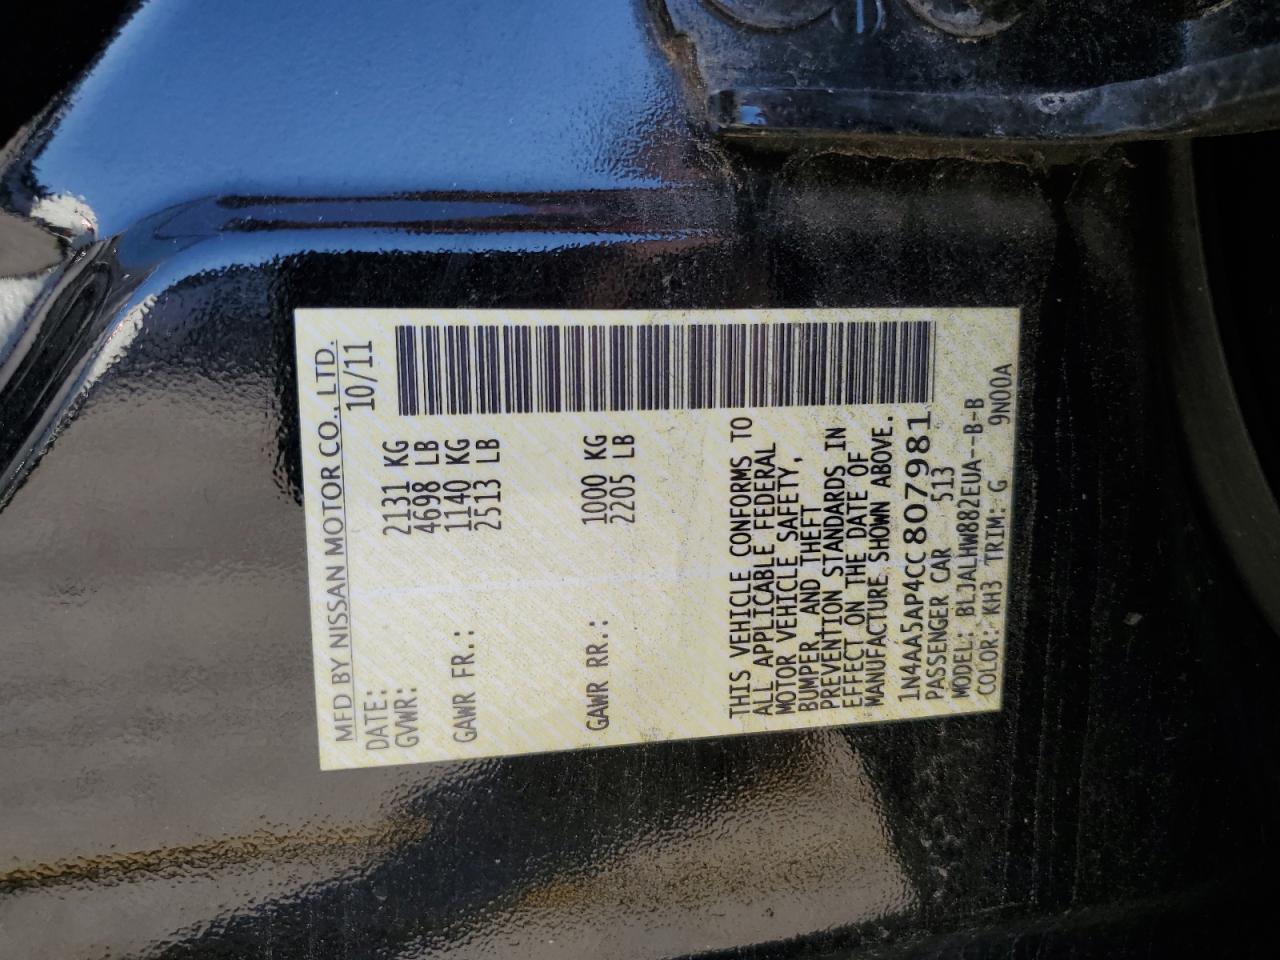 MFD BY NISSAN MOTOR CO., LTD.
DATE: 10/11
GVWR: 2131 KG
4698 LB
GAWR FR.: 1140 KG
2513 LB
GAWR RR.: 1000 KG
2205 LB
THIS VEHICLE CONFORMS TO
ALL APPLICABLE FEDERAL
MOTOR VEHICLE SAFETY,
BUMPER, AND THEFT
PREVENTION STANDARDS IN
EFFECT ON THE DATE OF
MANUFACTURE SHOWN ABOVE.
1N4AA5AP4CC807981
PASSENGER CAR 513
MODEL: BLJALHW882EUA--B-B
COLOR: KH3 TRIM: G 9N00A